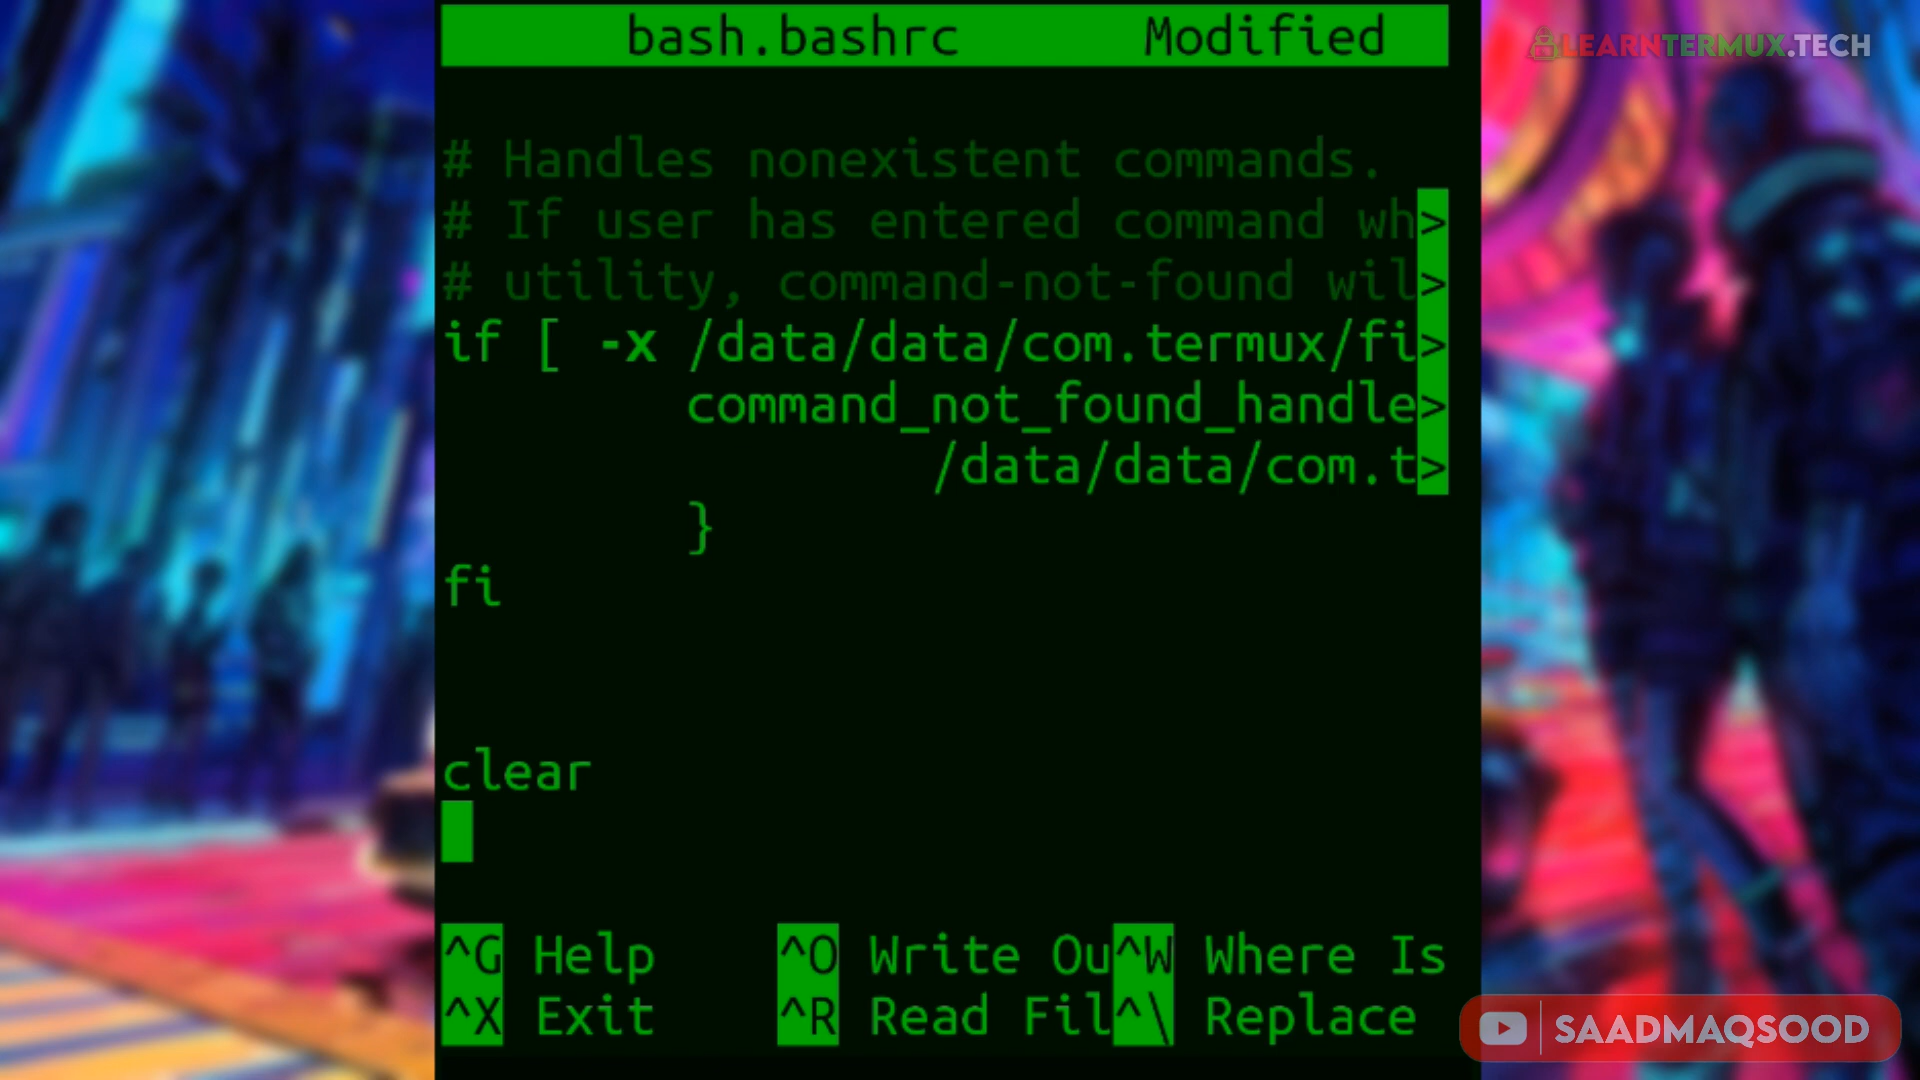 bash.bashrc Modified
LEARNTERMUX.TECH
# Handles nonexistent commands.
# If user has entered command wh>
# utility, command-not-found wil>
if [ -x /data/data/com.termux/fi>
command_not_found_handle>
/data/data/com.t>
}
fi
clear
^G Help ^O Write Ou^W Where Is
^X Exit ^R Read Fil^\ Replace
SAADMAQSOOD